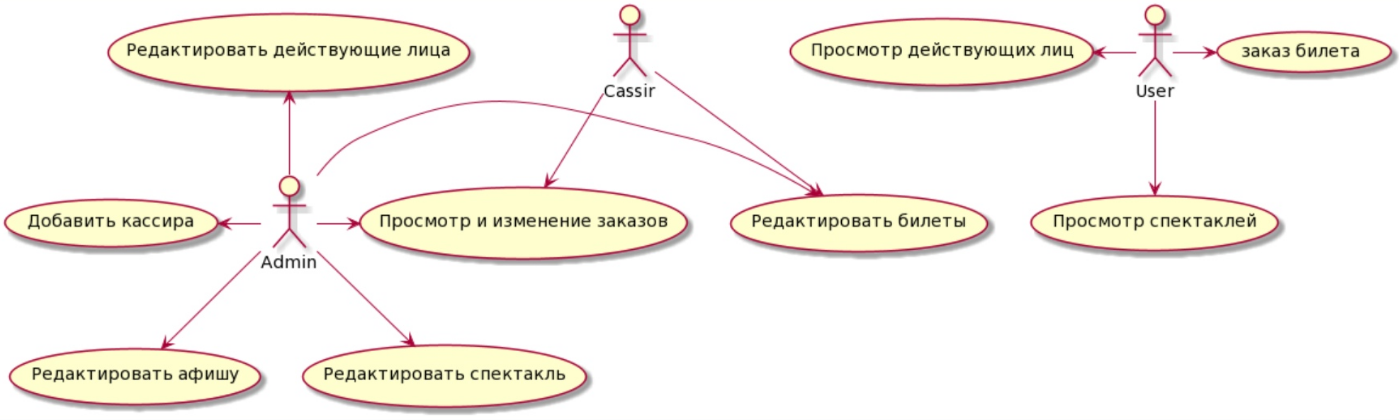 Редактировать действующие лица
Cassir
Просмотр действующих лиц
User
заказ билета
Добавить кассира
Admin
Просмотр и изменение заказов
Редактировать билеты
Просмотр спектаклей
Редактировать афишу
Редактировать спектакль